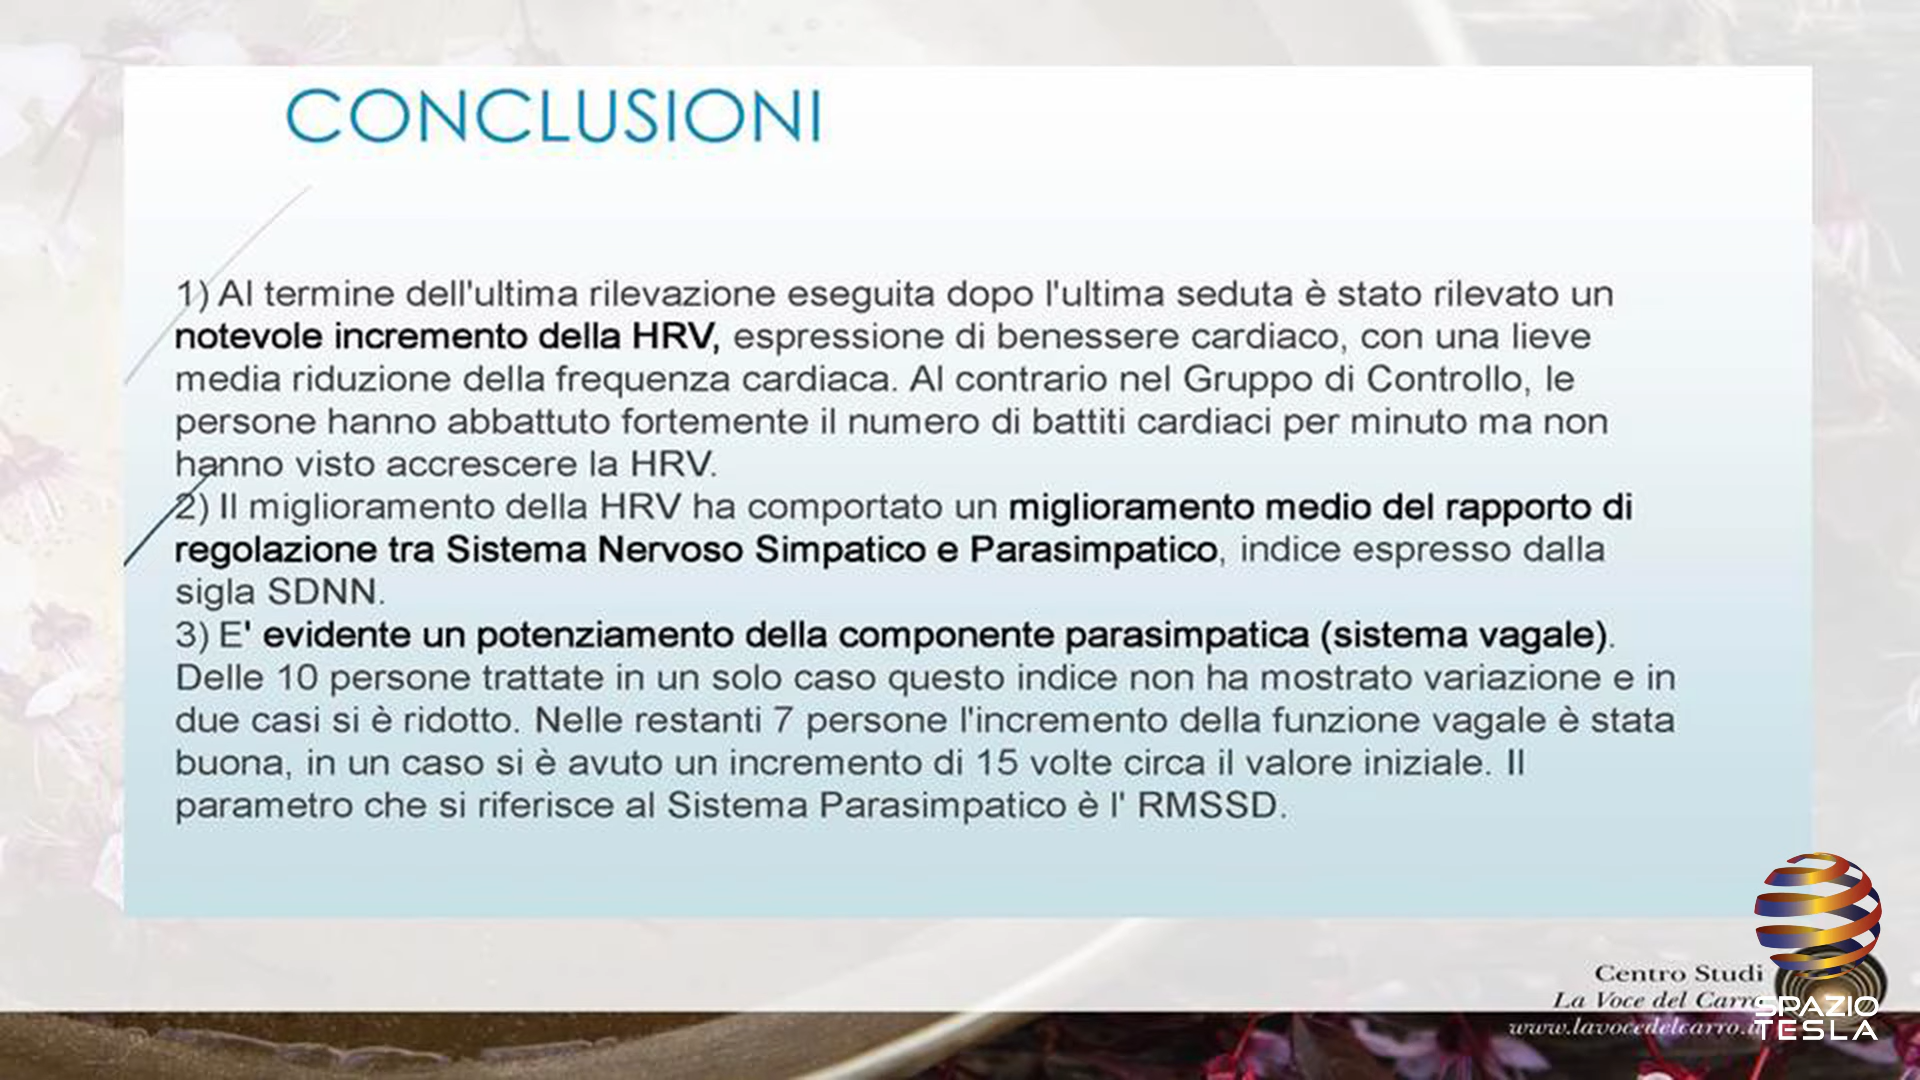 CONCLUSIONI
1) Al termine dell'ultima rilevazione eseguita dopo l'ultima seduta è stato rilevato un
notevole incremento della HRV, espressione di benessere cardiaco, con una lieve
media riduzione della frequenza cardiaca. Al contrario nel Gruppo di Controllo, le
persone hanno abbattuto fortemente il numero di battiti cardiaci per minuto ma non
hanno visto accrescere la HRV.
2) Il miglioramento della HRV ha comportato un miglioramento medio del rapporto di
regolazione tra Sistema Nervoso Simpatico e Parasimpatico, indice espresso dalla
sigla SDNN.
3) E' evidente un potenziamento della componente parasimpatica (sistema vagale).
Delle 10 persone trattate in un solo caso questo indice non ha mostrato variazione e in
due casi si è ridotto. Nelle restanti 7 persone l'incremento della funzione vagale è stata
buona, in un caso si è avuto un incremento di 15 volte circa il valore iniziale. Il
parametro che si riferisce al Sistema Parasimpatico è l' RMSSD.
Centro Studi
La Voce del Carro
www.lavocedelcarro.it
SPAZIO
TESLA